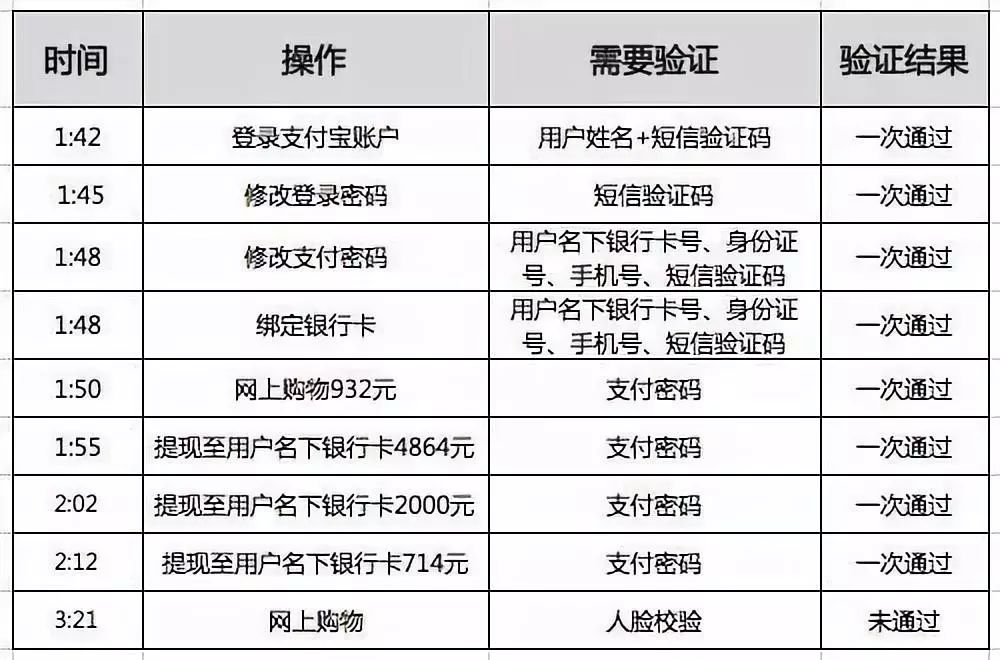 时间 操作 需要验证 验证结果
1:42 登录支付宝账户 用户姓名+短信验证码 一次通过
1:45 修改登录密码 短信验证码 一次通过
1:48 修改支付密码 用户名下银行卡号、身份证
号、手机号、短信验证码 一次通过
1:48 绑定银行卡 用户名下银行卡号、身份证
号、手机号、短信验证码 一次通过
1:50 网上购物932元 支付密码 一次通过
1:55 提现至用户名下银行卡4864元 支付密码 一次通过
2:02 提现至用户名下银行卡2000元 支付密码 一次通过
2:12 提现至用户名下银行卡714元 支付密码 一次通过
3:21 网上购物 人脸校验 未通过